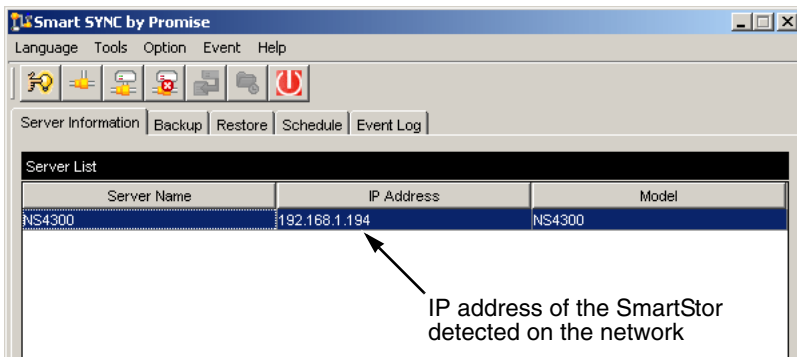 Smart SYNC by Promise
Language Tools Option Event Help
Server Information Backup Restore Schedule Event Log
Server List
Server Name IP Address Model
NS4300 192.168.1.194 NS4300
IP address of the SmartStor
detected on the network